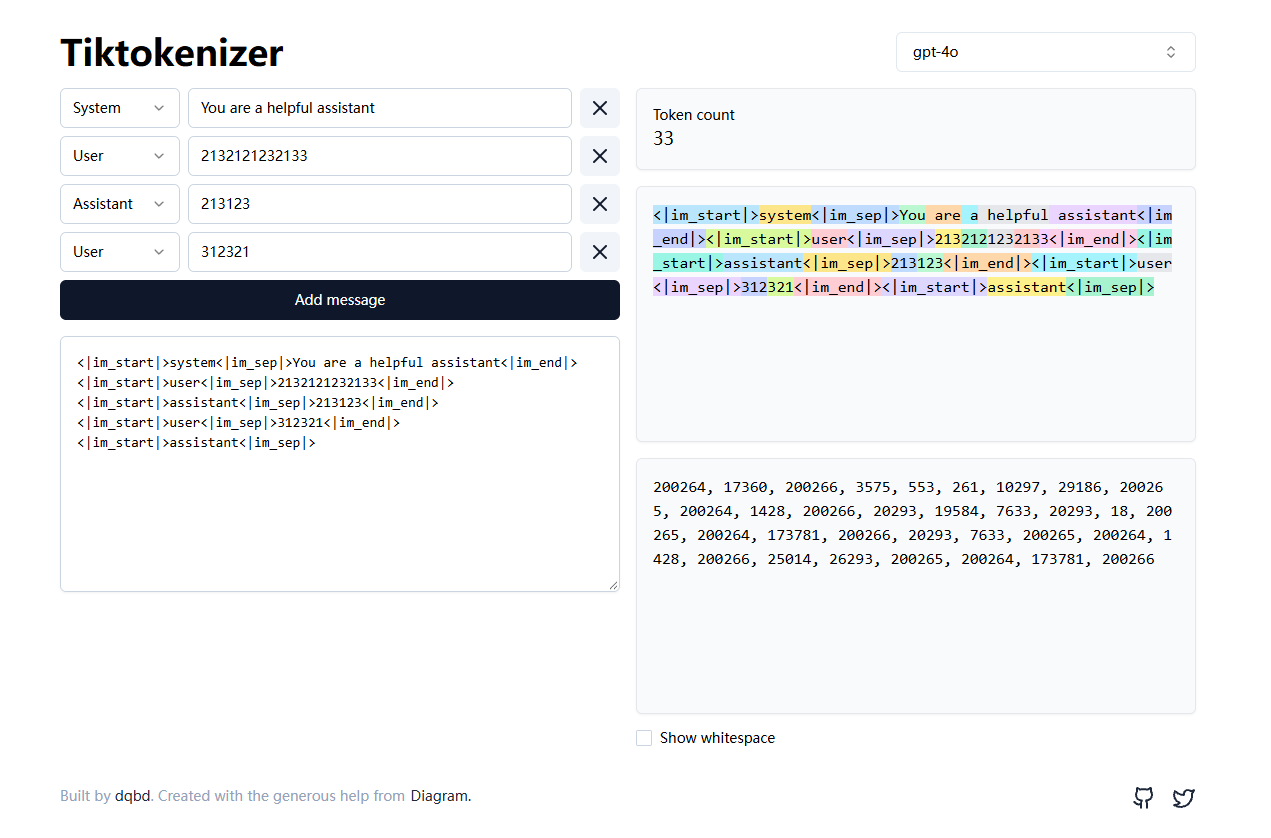 Tiktokenizer
gpt-4o
System
You are a helpful assistant
User
2132121232133
Assistant
213123
User
312321
Add message
<|im_start|>system<|im_sep|>You are a helpful assistant<|im_end|>
<|im_start|>user<|im_sep|>2132121232133<|im_end|>
<|im_start|>assistant<|im_sep|>213123<|im_end|>
<|im_start|>user<|im_sep|>312321<|im_end|>
<|im_start|>assistant<|im_sep|>
Token count
33
<|im_start|>system<|im_sep|>You are a helpful assistant<|im
_end|><|im_start|>user<|im_sep|>2132121232133<|im_end|><|im
_start|>assistant<|im_sep|>213123<|im_end|><|im_start|>user
<|im_sep|>312321<|im_end|><|im_start|>assistant<|im_sep|>
200264, 17360, 200266, 3575, 553, 261, 10297, 29186, 20026
5, 200264, 1428, 200266, 20293, 19584, 7633, 20293, 18, 200
265, 200264, 173781, 200266, 20293, 7633, 200265, 200264, 1
428, 200266, 25014, 26293, 200265, 200264, 173781, 200266
Show whitespace
Built by dqbd. Created with the generous help from Diagram.